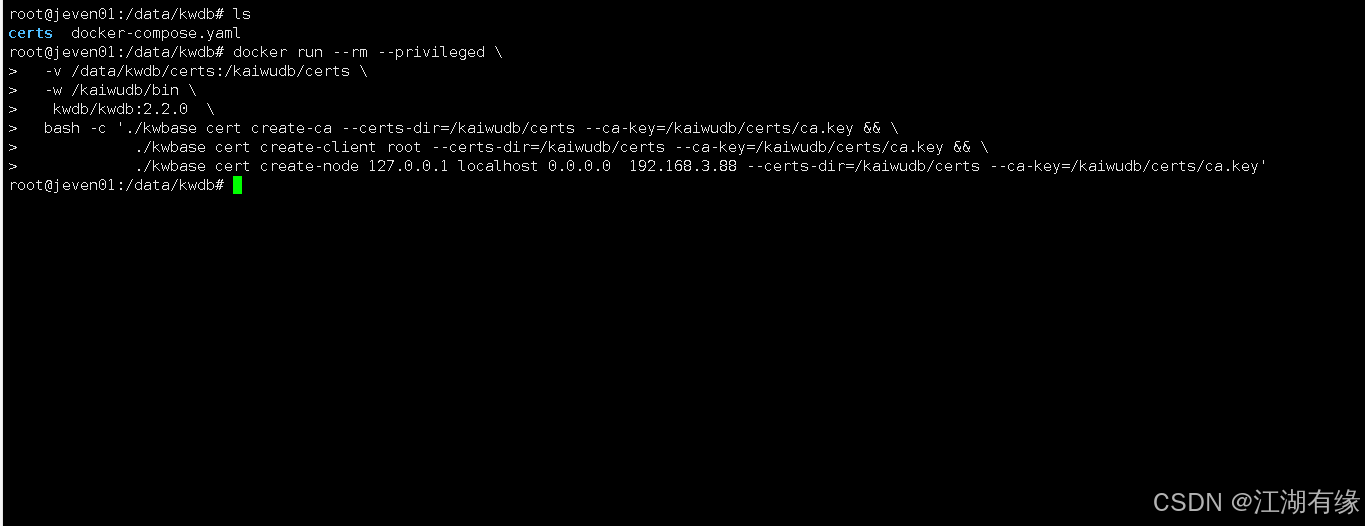 root@jeven01:/data/kwdb# ls
certs  docker-compose.yaml
root@jeven01:/data/kwdb# docker run --rm --privileged \
>   -v /data/kwdb/certs:/kaiwudb/certs \
>   -w /kaiwudb/bin \
>    kwdb/kwdb:2.2.0  \
>   bash -c './kwbase cert create-ca --certs-dir=/kaiwudb/certs --ca-key=/kaiwudb/certs/ca.key && \
>             ./kwbase cert create-client root --certs-dir=/kaiwudb/certs --ca-key=/kaiwudb/certs/ca.key && \
>             ./kwbase cert create-node 127.0.0.1 localhost 0.0.0.0  192.168.3.88 --certs-dir=/kaiwudb/certs --ca-key=/kaiwudb/certs/ca.key'
root@jeven01:/data/kwdb#
CSDN @江湖有缘